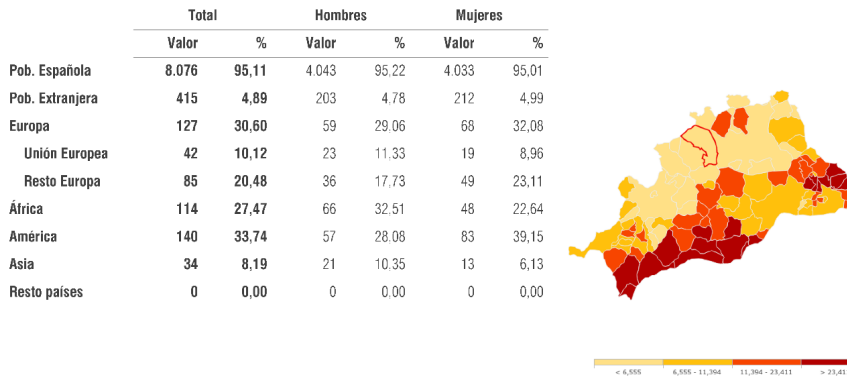 Total Hombres Mujeres
Valor % Valor % Valor %
Pob. Española 8.076 95,11 4.043 95,22 4.033 95,01
Pob. Extranjera 415 4,89 203 4,78 212 4,99
Europa 127 30,60 59 29,06 68 32,08
Unión Europea 42 10,12 23 11,33 19 8,96
Resto Europa 85 20,48 36 17,73 49 23,11
África 114 27,47 66 32,51 48 22,64
América 140 33,74 57 28,08 83 39,15
Asia 34 8,19 21 10,35 13 6,13
Resto países 0 0,00 0 0,00 0 0,00
< 6,555 6,555 - 11,394 11,394 - 23,411 > 23,41